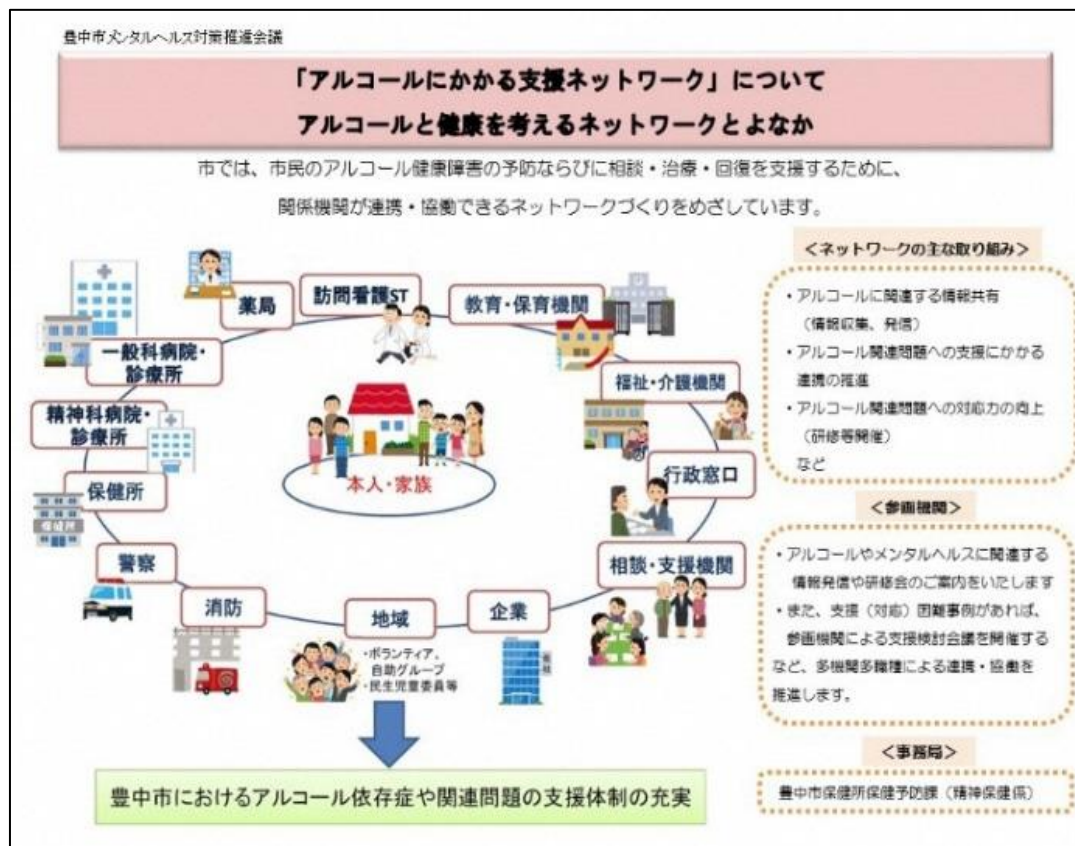 豊中市メンタルヘルス対策推進会議
「アルコールにかかる支援ネットワーク」について
アルコールと健康を考えるネットワークとよなか
市では、市民のアルコール健康障害の予防ならびに相談・治療・回復を支援するために、
関係機関が連携・協働できるネットワークづくりをめざしています。
薬局
訪問看護ST
教育・保育機関
一般科病院・
診療所
福祉・介護機関
精神科病院・
診療所
行政窓口
保健所
保健所
本人・家族
警察
相談・支援機関
消防
地域
企業
・ボランティア、
自助グループ
・民生児童委員等
会社
豊中市におけるアルコール依存症や関連問題の支援体制の充実
＜ネットワークの主な取り組み＞
・アルコールに関連する情報共有
（情報収集、発信）
・アルコール関連問題への支援にかかる
連携の推進
・アルコール関連問題への対応力の向上
（研修等開催）
など
＜参画機関＞
・アルコールやメンタルヘルスに関連する
情報発信や研修会のご案内をいたします
・また、支援（対応）困難事例があれば、
参画機関による支援検討会議を開催する
など、多機関多職種による連携・協働を
推進します。
＜事務局＞
豊中市保健所保健予防課（精神保健係）